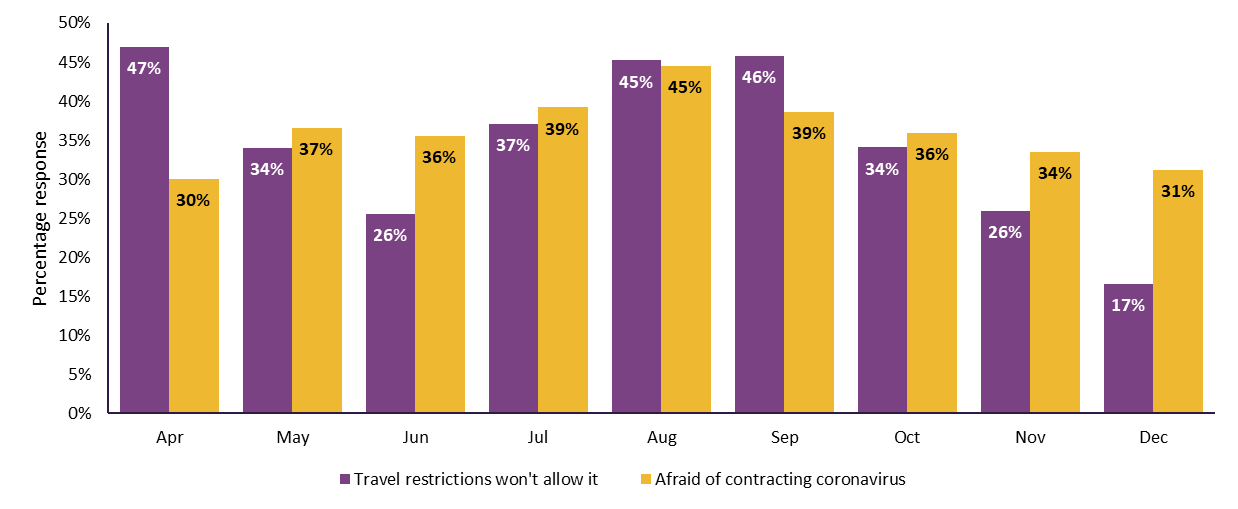 50%
45%
40%
35%
30%
25%
20%
15%
10%
5%
0%
Percentage response
47%
30%
34%
37%
26%
36%
37%
39%
45%
45%
46%
39%
34%
36%
26%
34%
17%
31%
Apr
May
Jun
Jul
Aug
Sep
Oct
Nov
Dec
Travel restrictions won't allow it
Afraid of contracting coronavirus